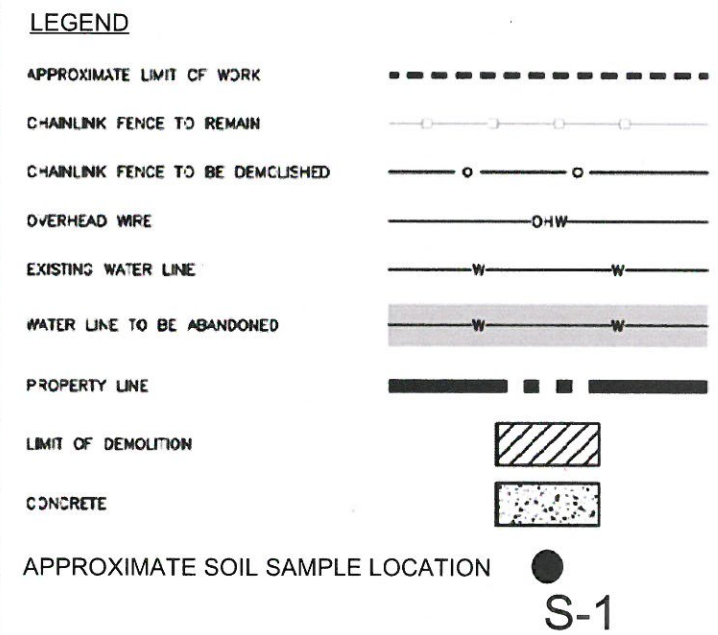 LEGEND
APPROXIMATE LIMIT OF WORK
CHAINLINK FENCE TO REMAIN
CHAINLINK FENCE TO BE DEMOLISHED
OVERHEAD WIRE OHW
EXISTING WATER LINE W W
WATER LINE TO BE ABANDONED W W
PROPERTY LINE
LIMIT OF DEMOLITION
CONCRETE
APPROXIMATE SOIL SAMPLE LOCATION
S-1